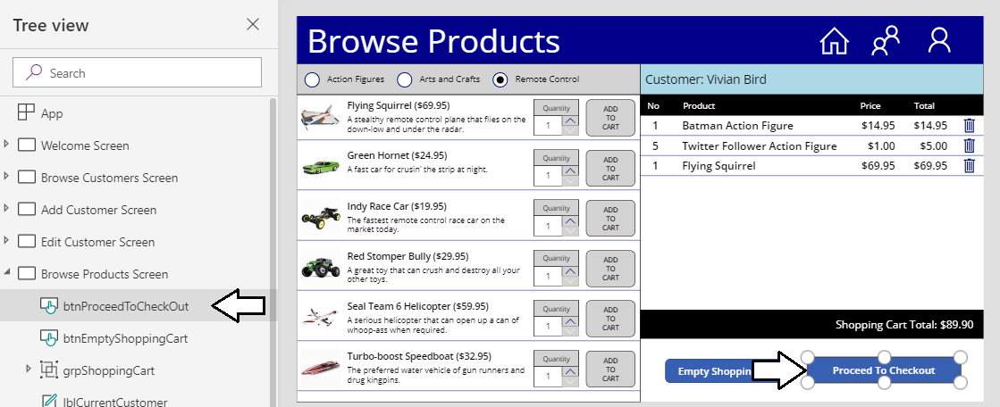 Tree view
Search
App
Welcome Screen
Browse Customers Screen
Add Customer Screen
Edit Customer Screen
Browse Products Screen
btnProceedToCheckOut
btnEmptyShoppingCart
grpShoppingCart
lblCurrentCustomer
Browse Products
Action Figures Arts and Crafts Remote Control
Flying Squirrel ($69.95)
A stealthy remote control plane that flies on the
down-low and under the radar.
Quantity
1
ADD
TO
CART
Green Hornet ($24.95)
A fast car for crusin' the strip at night.
Quantity
1
ADD
TO
CART
Indy Race Car ($19.95)
The fastest remote control race car on the
market today.
Quantity
1
ADD
TO
CART
Red Stomper Bully ($29.95)
A great toy that can crush and destroy all your
other toys.
Quantity
1
ADD
TO
CART
Seal Team 6 Helicopter ($59.95)
A serious helicopter that can open up a can of
whoop-ass when required.
Quantity
1
ADD
TO
CART
Turbo-boost Speedboat ($32.95)
The preferred water vehicle of gun runners and
drug kingpins.
Quantity
1
ADD
TO
CART
Customer: Vivian Bird
No Product Price Total
1 Batman Action Figure $14.95 $14.95
5 Twitter Follower Action Figure $1.00 $5.00
1 Flying Squirrel $69.95 $69.95
Shopping Cart Total: $89.90
Empty Shoppin
Proceed To Checkout